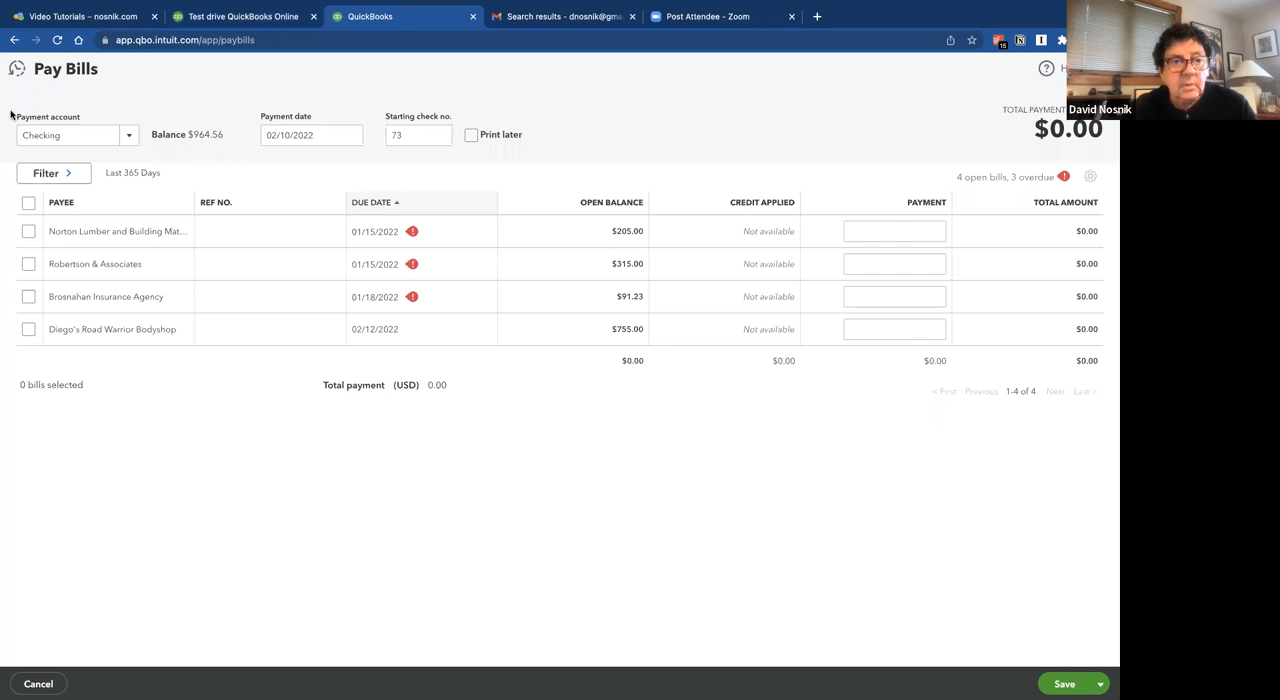 Video Tutorials – nosnik.com
Test drive QuickBooks Online
QuickBooks
Search results - dnosnik@gma
Post Attendee - Zoom
app.qbo.intuit.com/app/paybills
15
Pay Bills
H
Payment account
Checking
Balance $964.56
Payment date
02/10/2022
Starting check no.
73
Print later
TOTAL PAYMENT
$0.00
David Nosnik
Filter
Last 365 Days
4 open bills, 3 overdue
PAYEE REF NO. DUE DATE OPEN BALANCE CREDIT APPLIED PAYMENT TOTAL AMOUNT
Norton Lumber and Building Mat... 01/15/2022 $205.00 Not available $0.00
Robertson & Associates 01/15/2022 $315.00 Not available $0.00
Brosnahan Insurance Agency 01/18/2022 $91.23 Not available $0.00
Diego's Road Warrior Bodyshop 02/12/2022 $755.00 Not available $0.00
$0.00 $0.00 $0.00 $0.00
0 bills selected Total payment (USD) 0.00
< First Previous 1-4 of 4 Next Last >
Cancel
Save